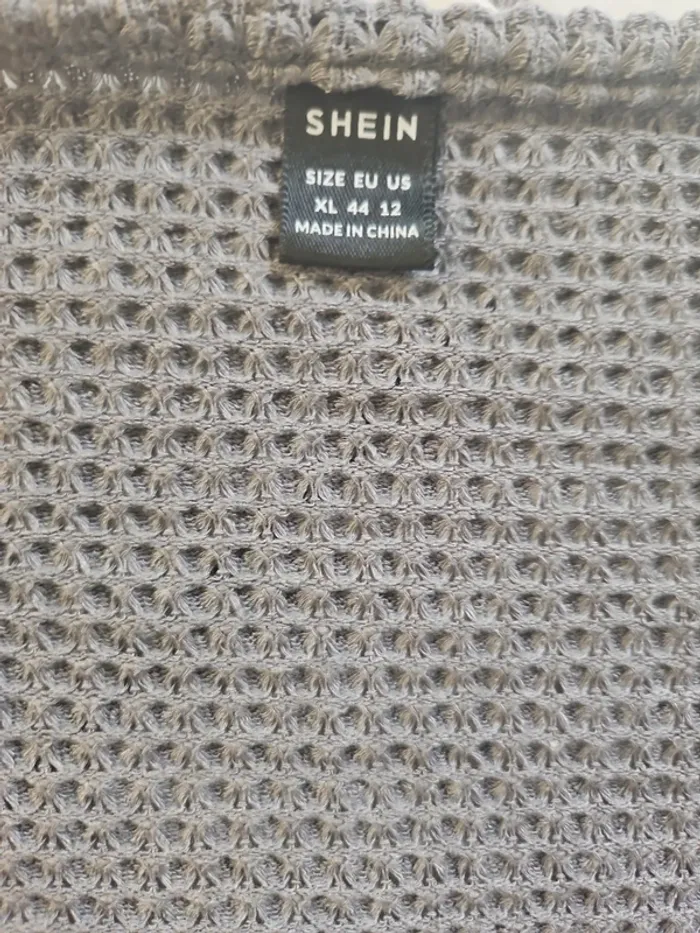 SHEIN
SIZE EU US
XL 44 12
MADE IN CHINA